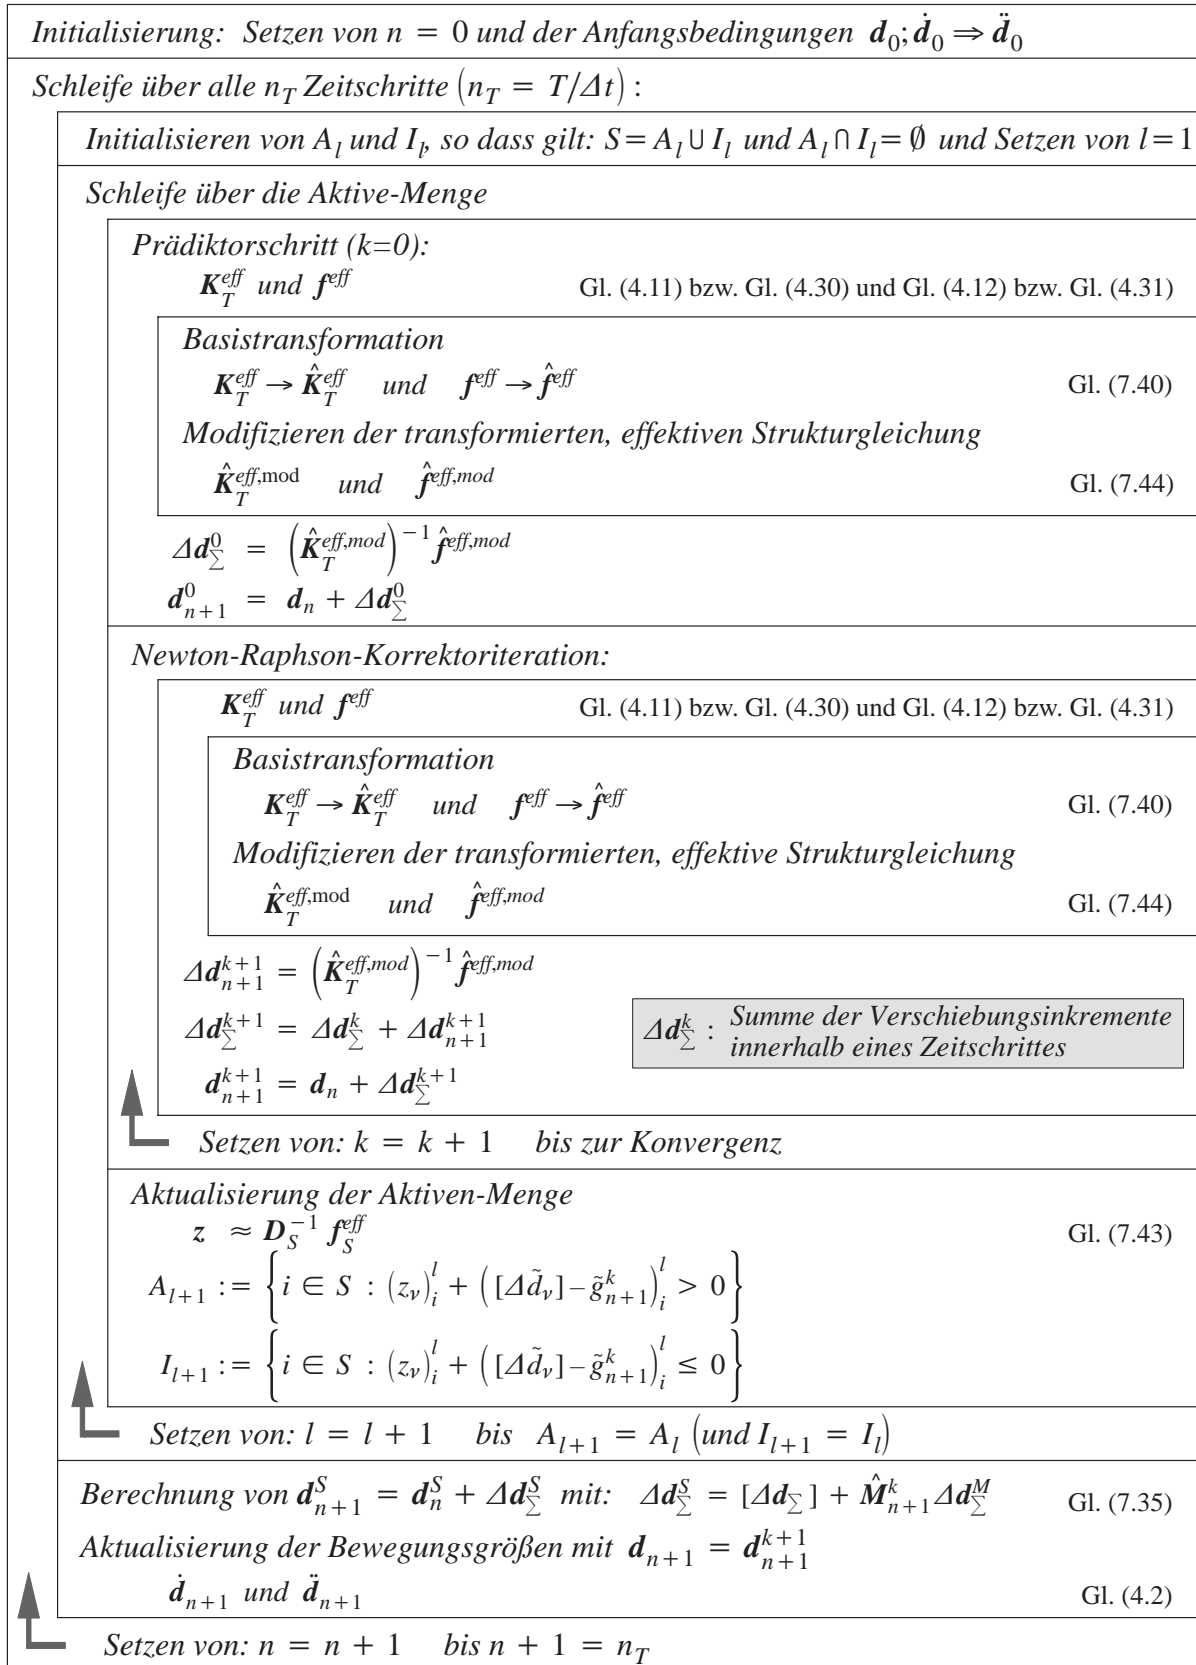 Initialisierung: Setzen von n = 0 und der Anfangsbedingungen d₀; ḋ₀ ⇒ d̈₀
Schleife über alle n_T Zeitschritte (n_T = T/Δt) :
Initialisieren von A_l und I_l, so dass gilt: S = A_l ∪ I_l und A_l ∩ I_l = ∅ und Setzen von l = 1
Schleife über die Aktive-Menge
Prädiktorschritt (k=0):
K_T^{eff} und f^{eff} Gl. (4.11) bzw. Gl. (4.30) und Gl. (4.12) bzw. Gl. (4.31)
Basistransformation
K_T^{eff} → K̂_T^{eff} und f^{eff} → f̂^{eff} Gl. (7.40)
Modifizieren der transformierten, effektiven Strukturgleichung
K̂_T^{eff,mod} und f̂^{eff,mod} Gl. (7.44)
Δd_Σ^0 = (K̂_T^{eff,mod})^{-1} f̂^{eff,mod}
d_{n+1}^0 = d_n + Δd_Σ^0
Newton-Raphson-Korrektoriteration:
K_T^{eff} und f^{eff} Gl. (4.11) bzw. Gl. (4.30) und Gl. (4.12) bzw. Gl. (4.31)
Basistransformation
K_T^{eff} → K̂_T^{eff} und f^{eff} → f̂^{eff} Gl. (7.40)
Modifizieren der transformierten, effektive Strukturgleichung
K̂_T^{eff,mod} und f̂^{eff,mod} Gl. (7.44)
Δd_{n+1}^{k+1} = (K̂_T^{eff,mod})^{-1} f̂^{eff,mod}
Δd_Σ^{k+1} = Δd_Σ^k + Δd_{n+1}^{k+1}
Δd_Σ^k : Summe der Verschiebungsinkremente
innerhalb eines Zeitschrittes
d_{n+1}^{k+1} = d_n + Δd_Σ^{k+1}
Setzen von: k = k + 1 bis zur Konvergenz
Aktualisierung der Aktiven-Menge
z ≈ D_S^{-1} f_S^{eff} Gl. (7.43)
A_{l+1} := {i ∈ S : (z_ν)_i^l + ([Δd̃_ν] − g̃_{n+1}^k)_i^l > 0}
I_{l+1} := {i ∈ S : (z_ν)_i^l + ([Δd̃_ν] − g̃_{n+1}^k)_i^l ≤ 0}
Setzen von: l = l + 1 bis A_{l+1} = A_l (und I_{l+1} = I_l)
Berechnung von d_{n+1}^S = d_n^S + Δd_Σ^S mit: Δd_Σ^S = [Δd_Σ] + M̂_{n+1}^k Δd_Σ^M Gl. (7.35)
Aktualisierung der Bewegungsgrößen mit d_{n+1} = d_{n+1}^{k+1}
ḋ_{n+1} und d̈_{n+1} Gl. (4.2)
Setzen von: n = n + 1 bis n + 1 = n_T